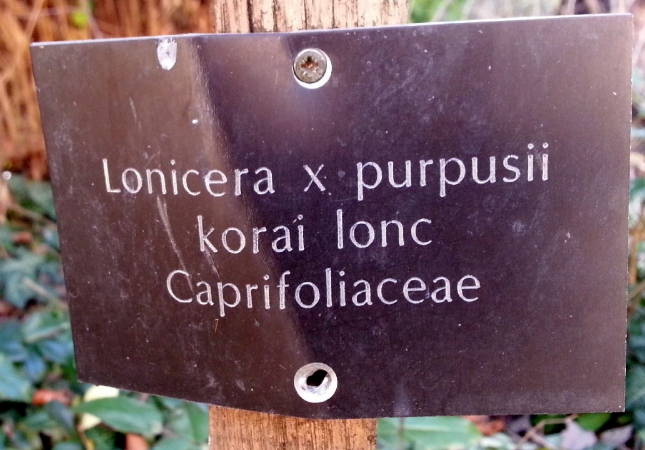 Lonicera x purpusii
korai lonc
Caprifoliaceae